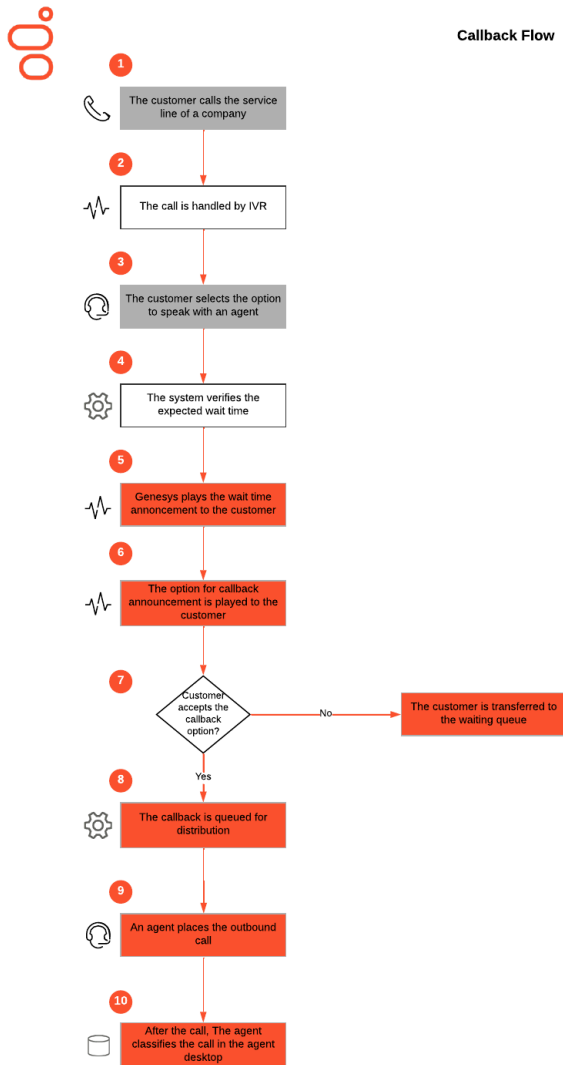 Callback Flow
1
The customer calls the service
line of a company
2
The call is handled by IVR
3
The customer selects the option
to speak with an agent
4
The system verifies the
expected wait time
5
Genesys plays the wait time
annoncement to the customer
6
The option for callback
announcement is played to the
customer
7
Customer
accepts the
callback
option?
No
The customer is transferred to
the waiting queue
Yes
8
The callback is queued for
distribution
9
An agent places the outbound
call
10
After the call, The agent
classifies the call in the agent
desktop